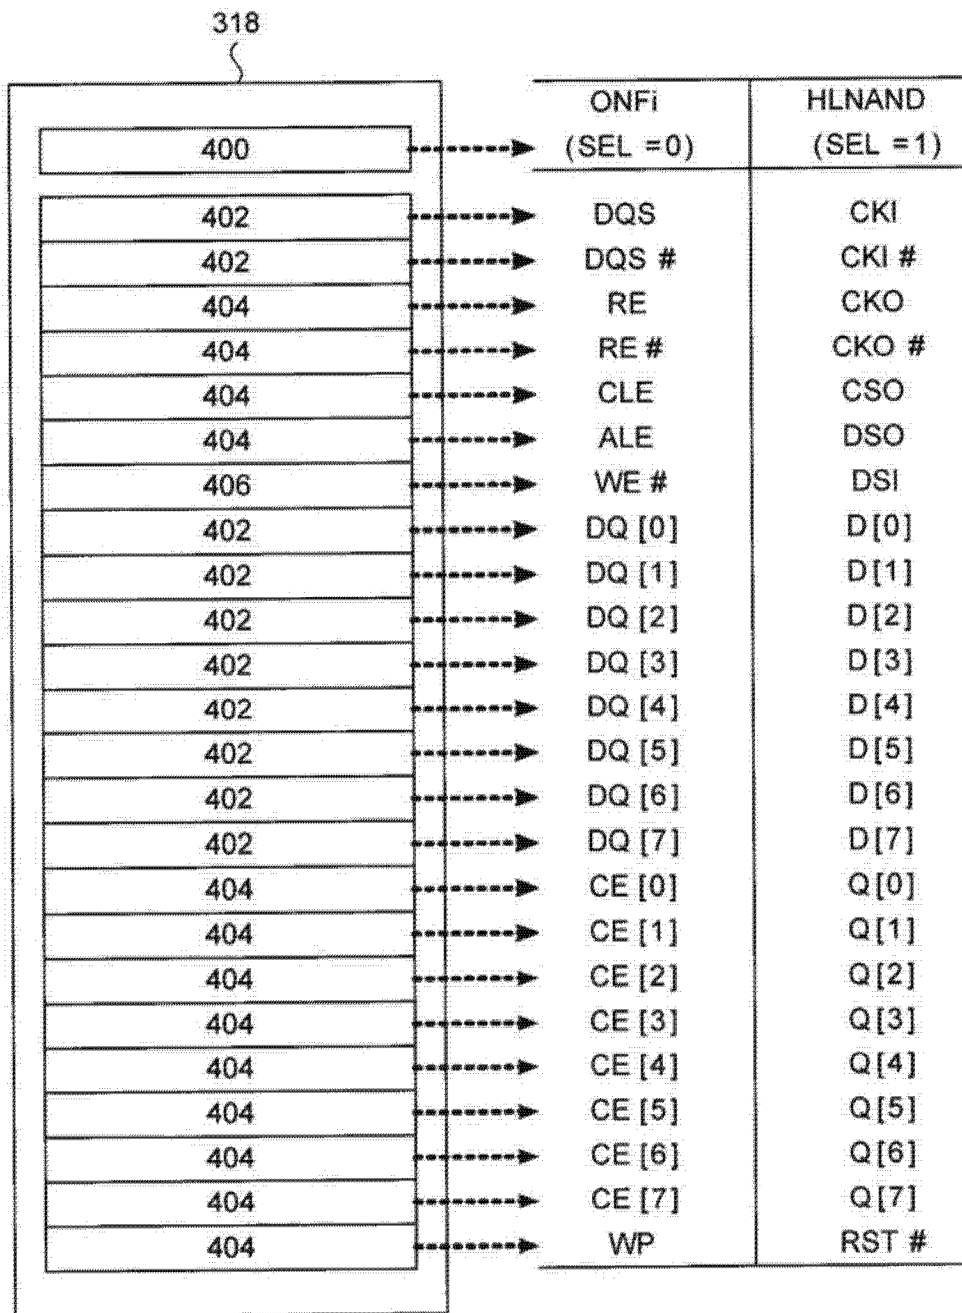 318
ONFi HLNAND
400 (SEL =0) (SEL =1)
402 DQS CKI
402 DQS # CKI #
404 RE CKO
404 RE # CKO #
404 CLE CSO
404 ALE DSO
406 WE # DSI
402 DQ [0] D[0]
402 DQ [1] D[1]
402 DQ [2] D[2]
402 DQ [3] D[3]
402 DQ [4] D[4]
402 DQ [5] D[5]
402 DQ [6] D[6]
402 DQ [7] D[7]
404 CE [0] Q[0]
404 CE [1] Q[1]
404 CE [2] Q[2]
404 CE [3] Q[3]
404 CE [4] Q[4]
404 CE [5] Q[5]
404 CE [6] Q[6]
404 CE [7] Q[7]
404 WP RST #